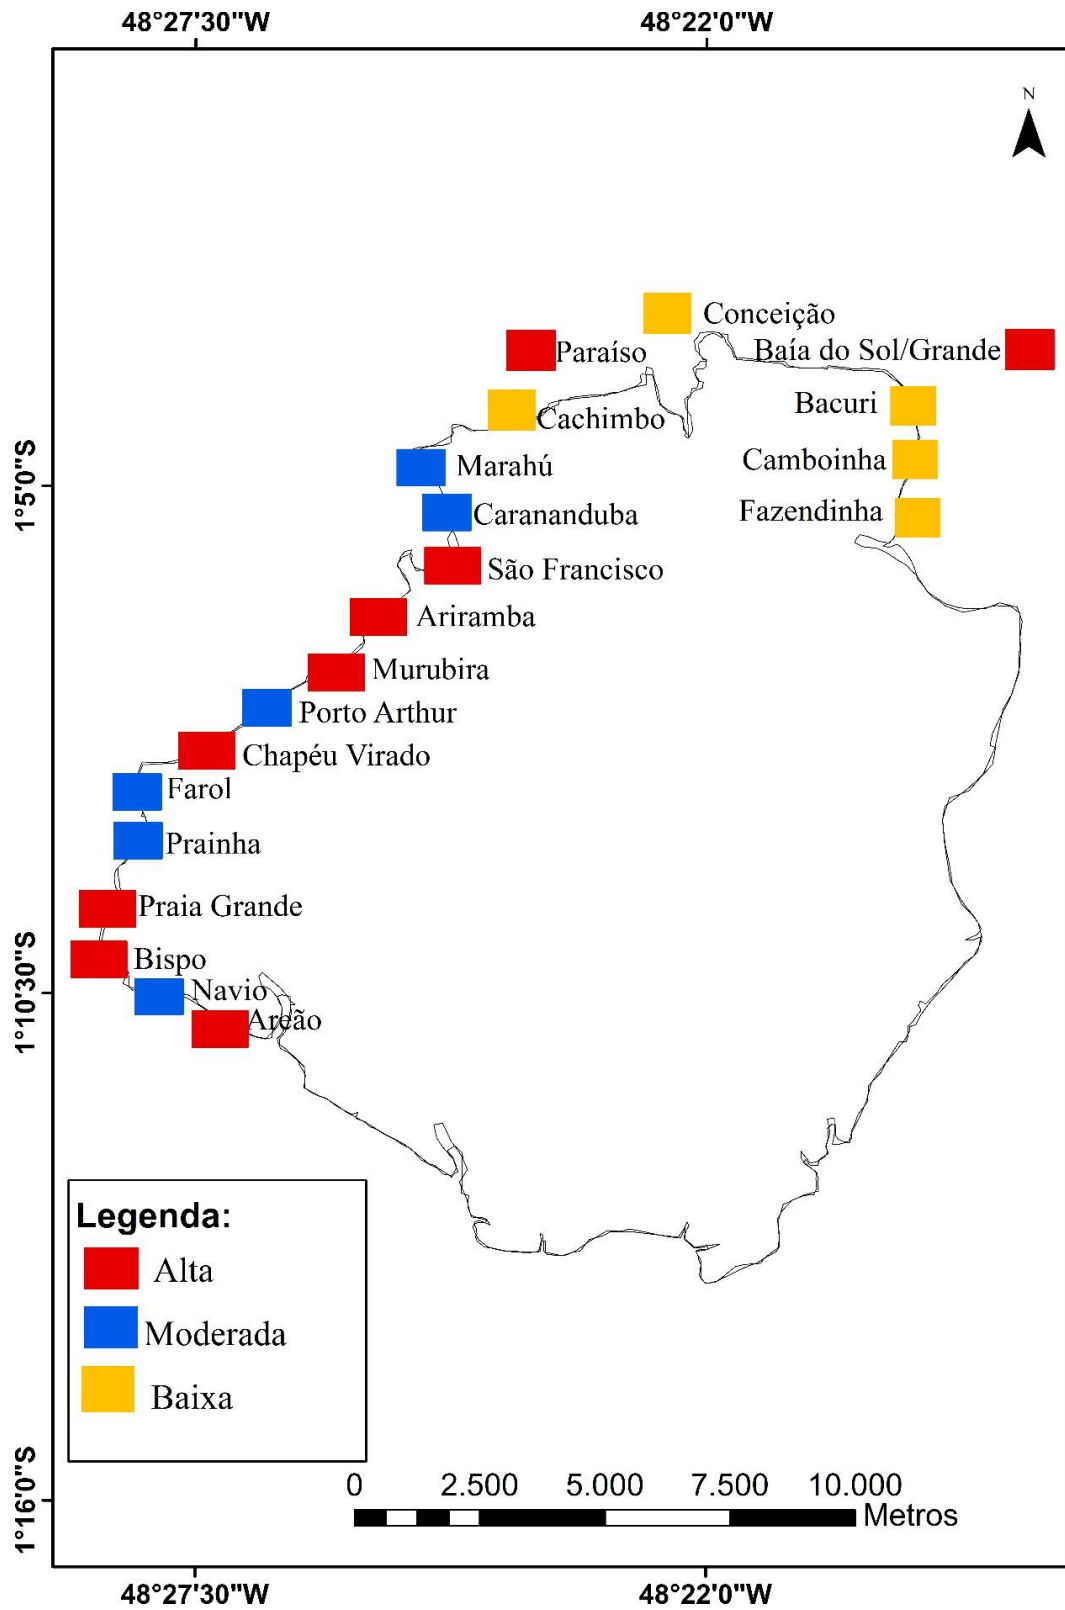 48°27'30"W 48°22'0"W
N
Conceição
Paraíso
Baía do Sol/Grande
Bacuri
Cachimbo
Camboinha
Marahú
1°5'0"S
Fazendinha
Carananduba
São Francisco
Ariramba
Murubira
Porto Arthur
Chapéu Virado
Farol
Prainha
Praia Grande
Bispo
Navio
1°10'30"S
Areão
Legenda:
Alta
Moderada
Baixa
0 2.500 5.000 7.500 10.000
Metros
1°16'0"S
48°27'30"W 48°22'0"W